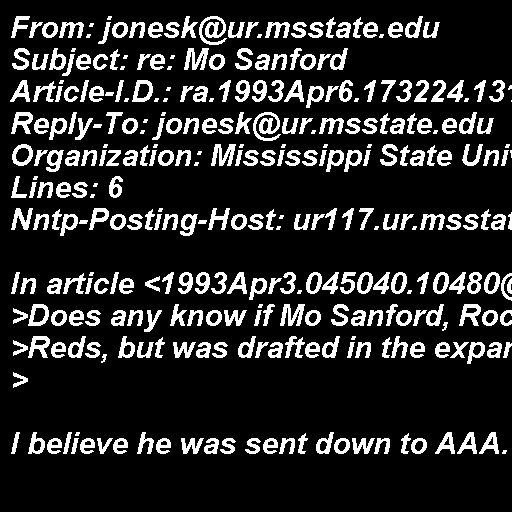 From: jonesk@ur.msstate.edu
Subject: re: Mo Sanford
Article-I.D.: ra.1993Apr6.173224.131
Reply-To: jonesk@ur.msstate.edu
Organization: Mississippi State Univ
Lines: 6
Nntp-Posting-Host: ur117.ur.msstat

In article <1993Apr3.045040.10480@
>Does any know if Mo Sanford, Roc
>Reds, but was drafted in the expan
>

I believe he was sent down to AAA.